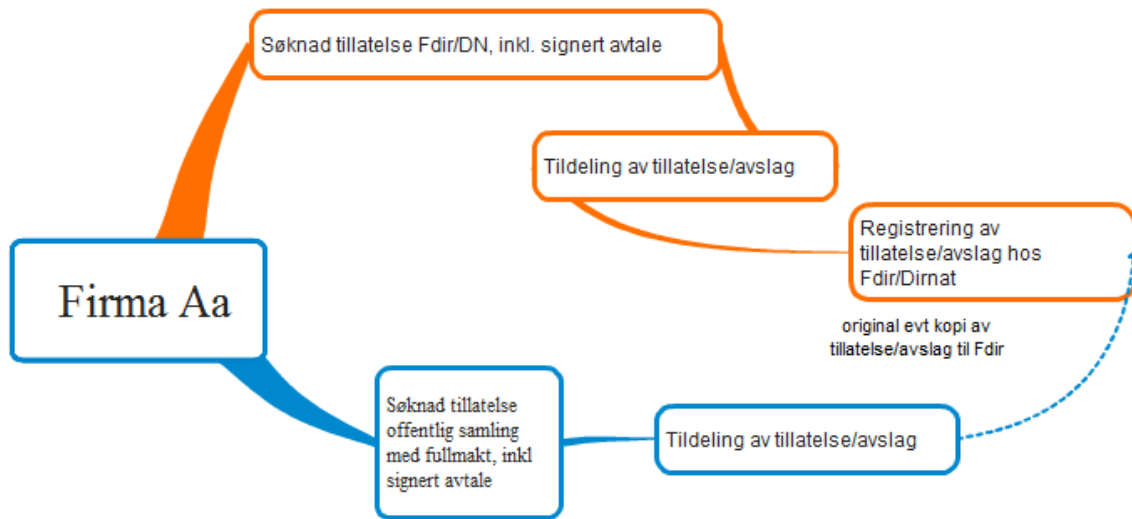 Søknad tillatelse Fdir/DN, inkl. signert avtale
Tildeling av tillatelse/avslag
Registrering av
tillatelse/avslag hos
Fdir/Dirnat
Firma Aa
original evt kopi av
tillatelse/avslag til Fdir
Søknad tillatelse
offentlig samling
med fullmakt, inkl
signert avtale
Tildeling av tillatelse/avslag